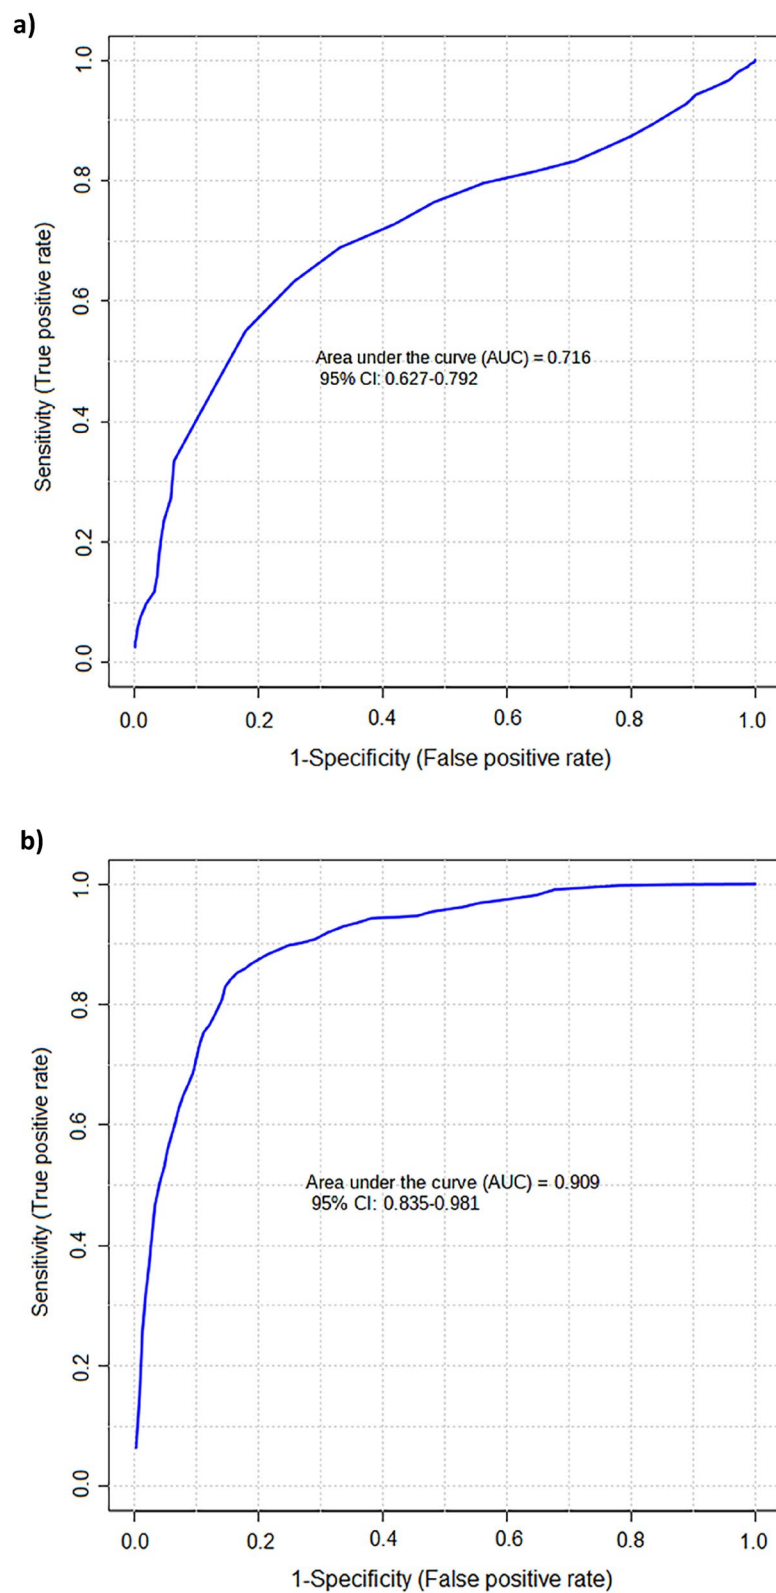 a)
1.0
0.8
0.6
0.4
0.2
0.0
Sensitivity (True positive rate)
Area under the curve (AUC) = 0.716
95% CI: 0.627-0.792
0.0 0.2 0.4 0.6 0.8 1.0
1-Specificity (False positive rate)
b)
1.0
0.8
0.6
0.4
0.2
0.0
Sensitivity (True positive rate)
Area under the curve (AUC) = 0.909
95% CI: 0.835-0.981
0.0 0.2 0.4 0.6 0.8 1.0
1-Specificity (False positive rate)